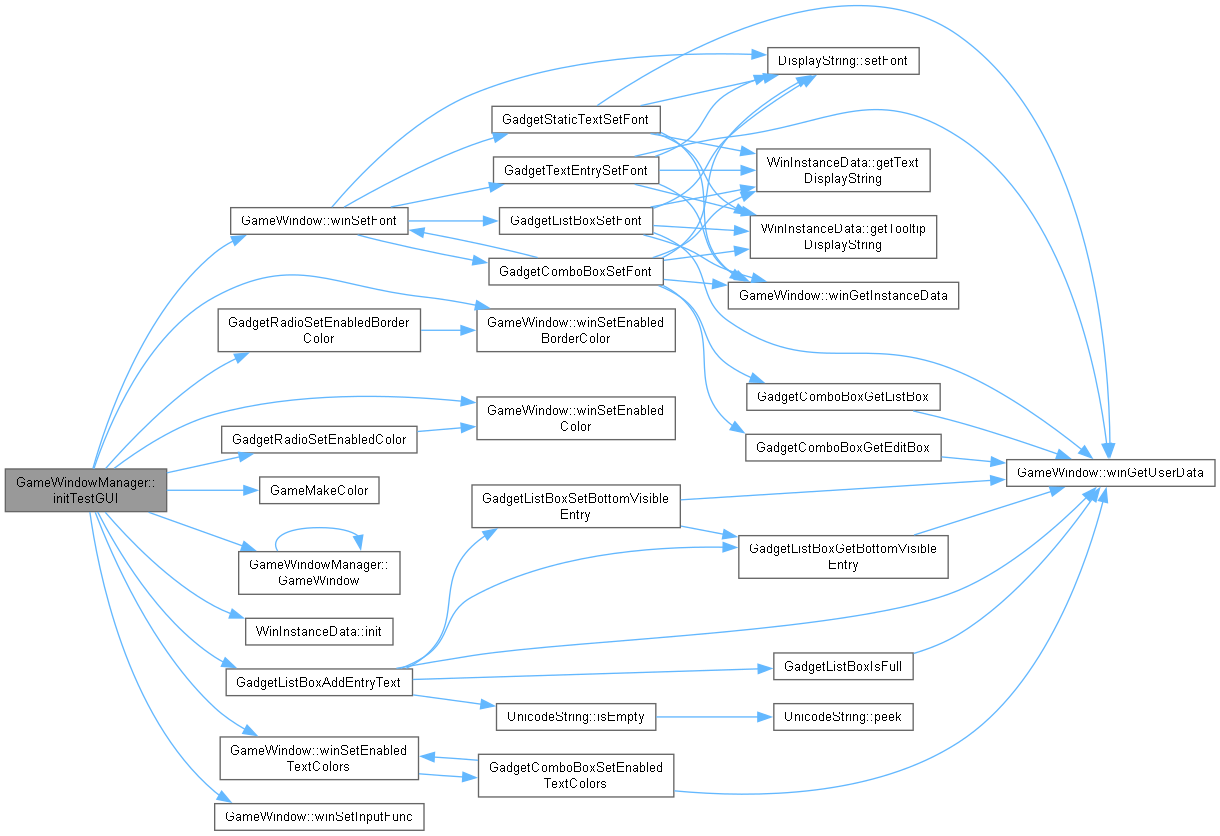 DisplayString::setFont
GadgetStaticTextSetFont
WinInstanceData::getText
DisplayString
GadgetTextEntrySetFont
GameWindow::winSetFont
GadgetListBoxSetFont
WinInstanceData::getTooltip
DisplayString
GadgetComboBoxSetFont
GameWindow::winGetInstanceData
GadgetRadioSetEnabledBorder
Color
GameWindow::winSetEnabled
BorderColor
GadgetComboBoxGetListBox
GameWindow::winSetEnabled
Color
GadgetRadioSetEnabledColor
GadgetComboBoxGetEditBox
GameWindow::winGetUserData
GameWindowManager::
initTestGUI
GameMakeColor
GadgetListBoxSetBottomVisible
Entry
GadgetListBoxGetBottomVisible
Entry
GameWindowManager::
GameWindow
WinInstanceData::init
GadgetListBoxIsFull
GadgetListBoxAddEntryText
UnicodeString::isEmpty
UnicodeString::peek
GameWindow::winSetEnabled
TextColors
GadgetComboBoxSetEnabled
TextColors
GameWindow::winSetInputFunc